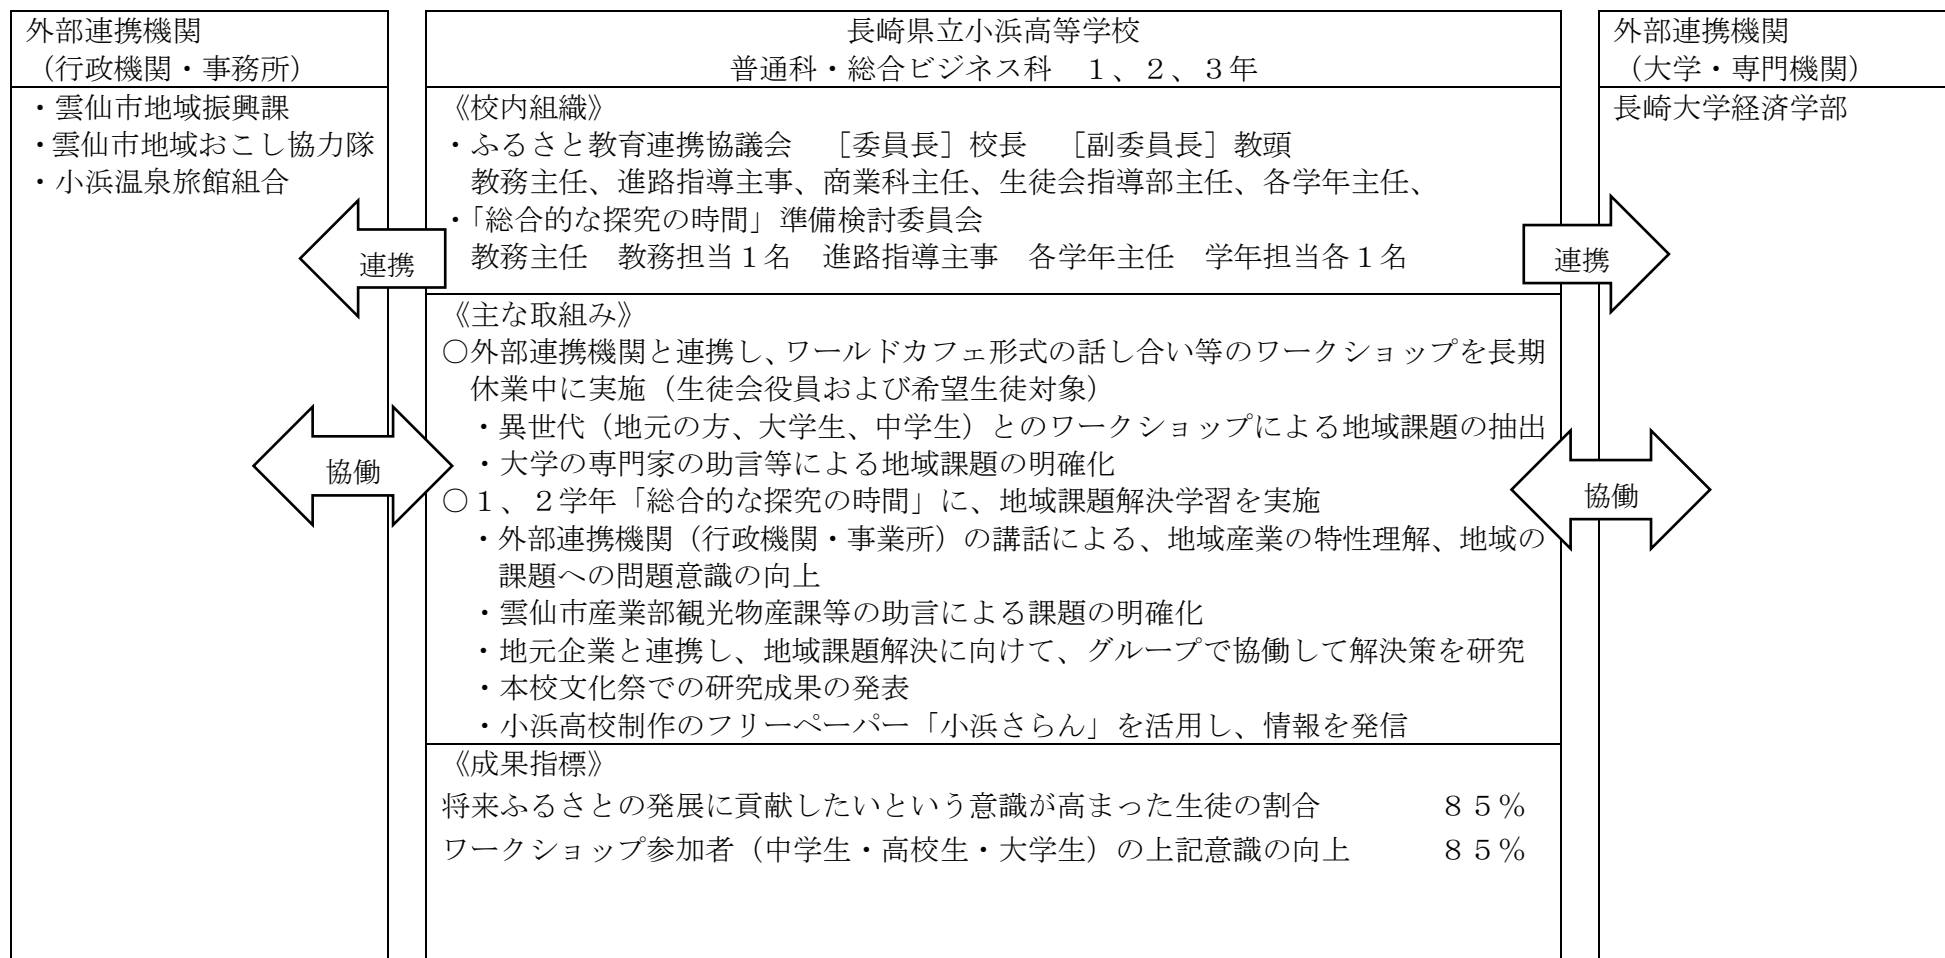 外部連携機関
（行政機関・事務所）
・雲仙市地域振興課
・雲仙市地域おこし協力隊
・小浜温泉旅館組合
連携
協働
長崎県立小浜高等学校
普通科・総合ビジネス科　１、２、３年
《校内組織》
・ふるさと教育連携協議会　［委員長］校長　［副委員長］教頭
教務主任、進路指導主事、商業科主任、生徒会指導部主任、各学年主任、
・「総合的な探究の時間」準備検討委員会
教務主任　教務担当１名　進路指導主事　各学年主任　学年担当各１名
《主な取組み》
○外部連携機関と連携し、ワールドカフェ形式の話し合い等のワークショップを長期
休業中に実施（生徒会役員および希望生徒対象）
・異世代（地元の方、大学生、中学生）とのワークショップによる地域課題の抽出
・大学の専門家の助言等による地域課題の明確化
○１、２学年「総合的な探究の時間」に、地域課題解決学習を実施
・外部連携機関（行政機関・事業所）の講話による、地域産業の特性理解、地域の
課題への問題意識の向上
・雲仙市産業部観光物産課等の助言による課題の明確化
・地元企業と連携し、地域課題解決に向けて、グループで協働して解決策を研究
・本校文化祭での研究成果の発表
・小浜高校制作のフリーペーパー「小浜さらん」を活用し、情報を発信
《成果指標》
将来ふるさとの発展に貢献したいという意識が高まった生徒の割合　８５％
ワークショップ参加者（中学生・高校生・大学生）の上記意識の向上　８５％
外部連携機関
（大学・専門機関）
長崎大学経済学部
連携
協働